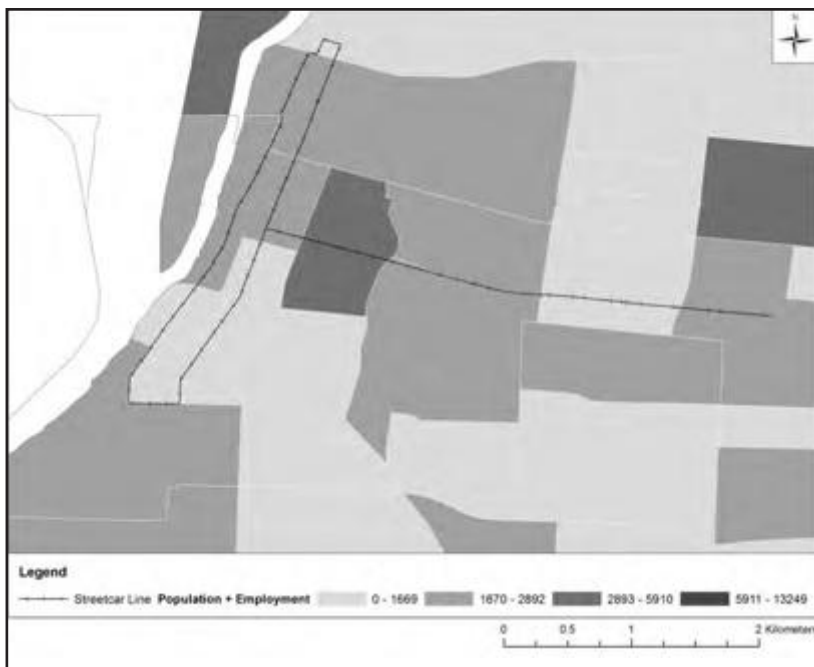 N
Legend
Streetcar Line Population + Employment 0 - 1669 1670 - 2892 2893 - 5910 5911 - 13249
0 0.5 1 2 Kilometers